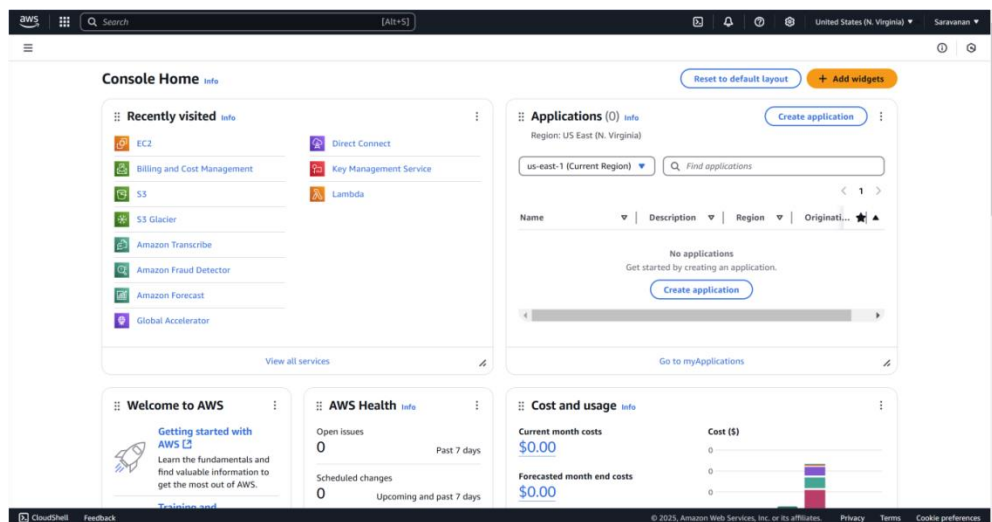 aws
Search [Alt+S]
United States (N. Virginia) ▼
Saravanan ▼
Console Home Info
Reset to default layout
+ Add widgets
Recently visited Info
EC2
Billing and Cost Management
S3
S3 Glacier
Amazon Transcribe
Amazon Fraud Detector
Amazon Forecast
Global Accelerator
Direct Connect
Key Management Service
Lambda
View all services
Applications (0) Info
Create application
Region: US East (N. Virginia)
us-east-1 (Current Region) ▼
Find applications
< 1 >
Name Description Region Originati...
No applications
Get started by creating an application.
Create application
Go to myApplications
Welcome to AWS
Getting started with
AWS
Learn the fundamentals and
find valuable information to
get the most out of AWS.
Training and
AWS Health Info
Open issues
0 Past 7 days
Scheduled changes
0 Upcoming and past 7 days
Cost and usage Info
Current month costs
$0.00
Forecasted month end costs
$0.00
Cost ($)
0
0
0
CloudShell Feedback
© 2025, Amazon Web Services, Inc. or its affiliates. Privacy Terms Cookie preferences